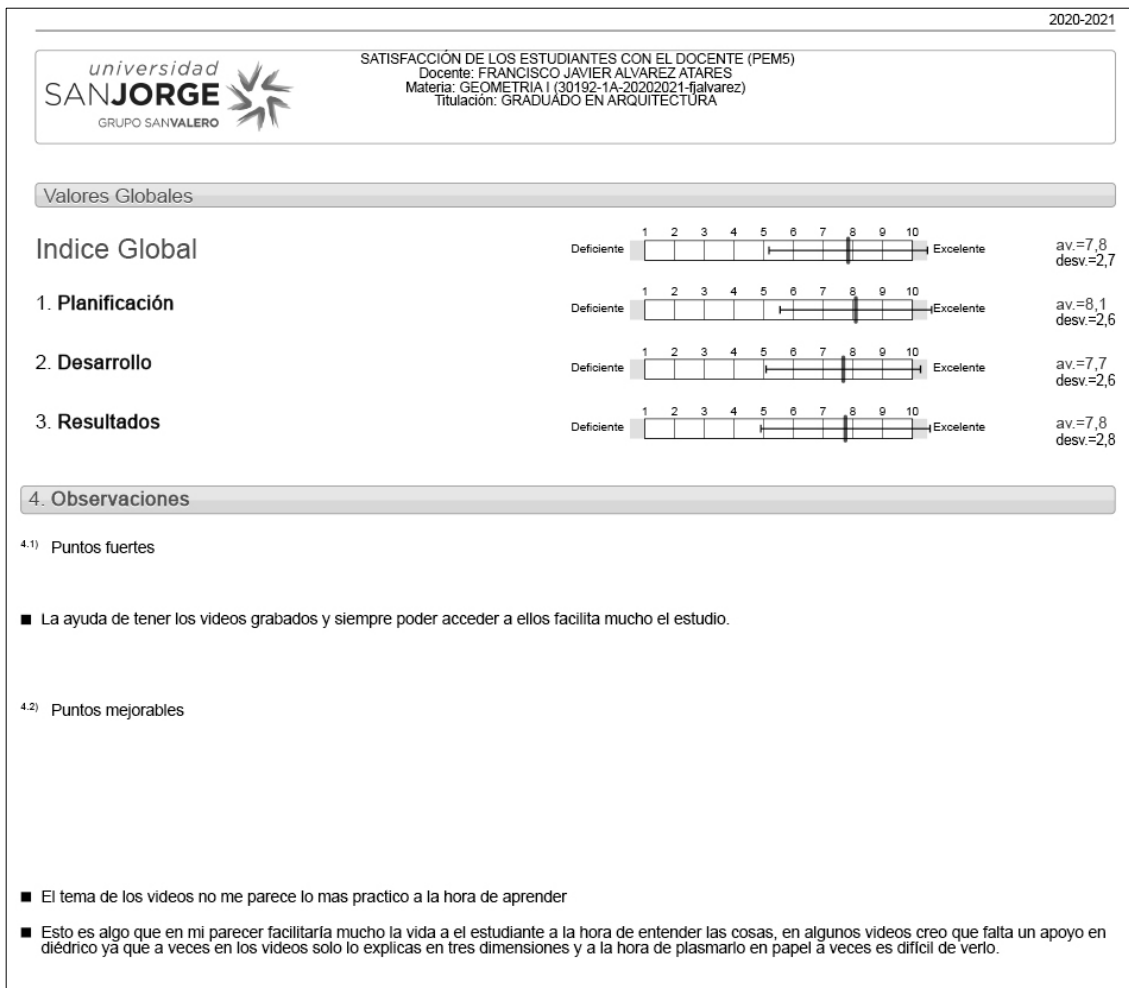 2020-2021
universidad
SANJORGE
GRUPO SANVALERO
SATISFACCIÓN DE LOS ESTUDIANTES CON EL DOCENTE (PEM5)
Docente: FRANCISCO JAVIER ALVAREZ ATARES
Materia: GEOMETRIA I (30192-1A-20202021-fjalvarez)
Titulación: GRADUADO EN ARQUITECTURA
Valores Globales
Indice Global
1 2 3 4 5 6 7 8 9 10
Deficiente Excelente
av.=7,8
desv.=2,7
1. Planificación
1 2 3 4 5 6 7 8 9 10
Deficiente Excelente
av.=8,1
desv.=2,6
2. Desarrollo
1 2 3 4 5 6 7 8 9 10
Deficiente Excelente
av.=7,7
desv.=2,6
3. Resultados
1 2 3 4 5 6 7 8 9 10
Deficiente Excelente
av.=7,8
desv.=2,8
4. Observaciones
4.1) Puntos fuertes
■ La ayuda de tener los videos grabados y siempre poder acceder a ellos facilita mucho el estudio.
4.2) Puntos mejorables
■ El tema de los videos no me parece lo mas practico a la hora de aprender
■ Esto es algo que en mi parecer facilitaría mucho la vida a el estudiante a la hora de entender las cosas, en algunos videos creo que falta un apoyo en
diédrico ya que a veces en los videos solo lo explicas en tres dimensiones y a la hora de plasmarlo en papel a veces es difícil de verlo.